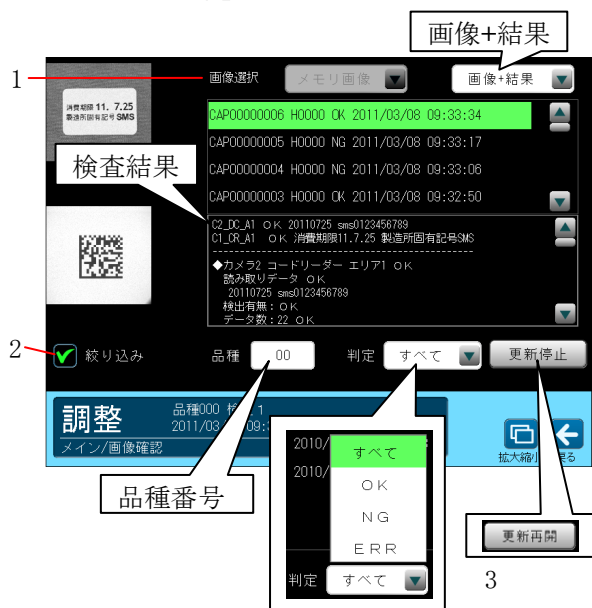 画像+結果
1
画像選択 メモリ画像 画像+結果
消費期限 11. 7.25
製造所固有記号 SMS
CAP00000006 H0000 OK 2011/03/08 09:33:34
CAP00000005 H0000 NG 2011/03/08 09:33:17
CAP00000004 H0000 NG 2011/03/08 09:33:06
CAP00000003 H0000 OK 2011/03/08 09:32:50
検査結果
C2_DC_A1 OK 20110725 sms0123456789
C1_CR_A1 OK 消費期限11.7.25 製造所固有記号SMS
------------------------------------------------
◆カメラ2 コードリーダー エリア1 OK
読み取りデータ OK
20110725 sms0123456789
検出有無:OK
データ数:22 OK
2
絞り込み 品種 00 判定 すべて 更新停止
調整
品種000
2011/03
メイン/画像確認
拡大縮小
品種番号
2010/
2010/
すべて
OK
NG
ERR
判定 すべて
更新再開
3